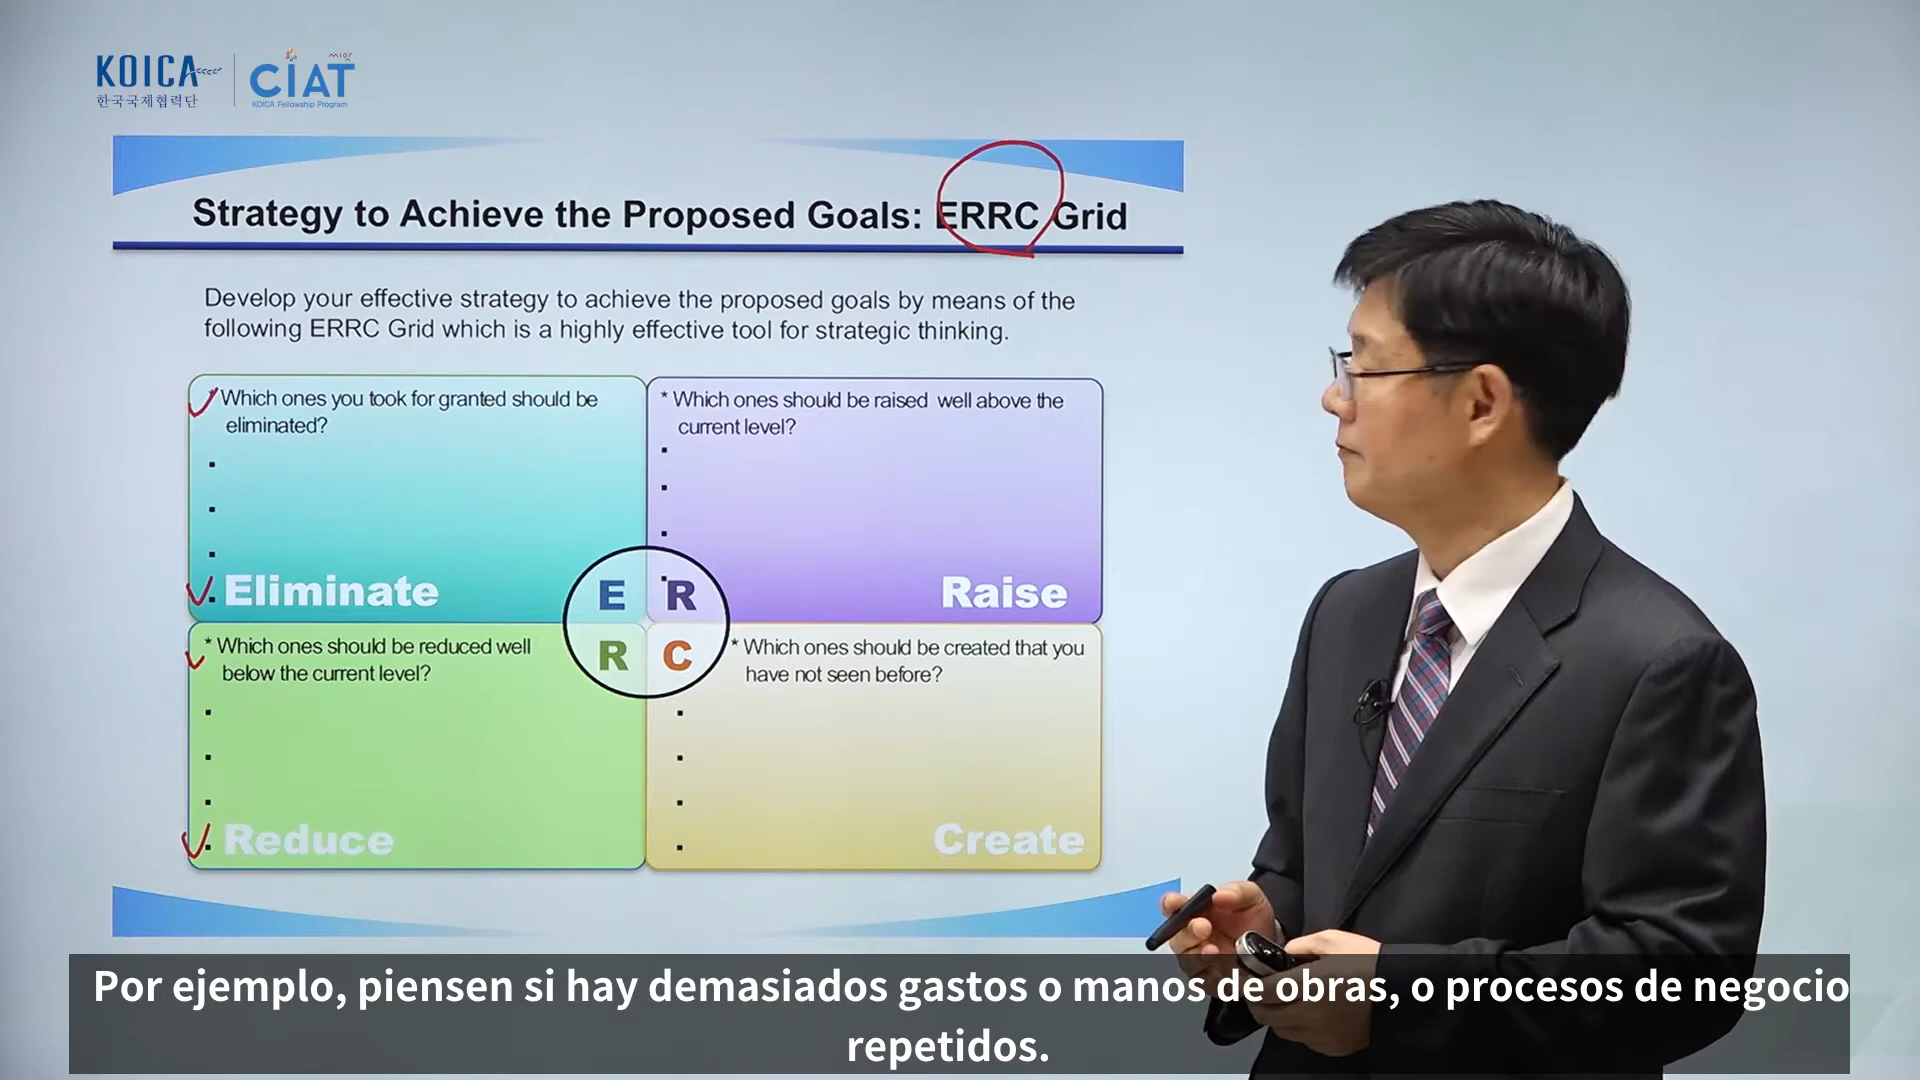 KOICA
한국국제협력단
CIAT
KOICA Fellowship Program
Strategy to Achieve the Proposed Goals: ERRC Grid
Develop your effective strategy to achieve the proposed goals by means of the
following ERRC Grid which is a highly effective tool for strategic thinking.
* Which ones you took for granted should be
eliminated?
Eliminate
* Which ones should be raised well above the
current level?
Raise
E R
R C
* Which ones should be reduced well
below the current level?
Reduce
* Which ones should be created that you
have not seen before?
Create
Por ejemplo, piensen si hay demasiados gastos o manos de obras, o procesos de negocio
repetidos.